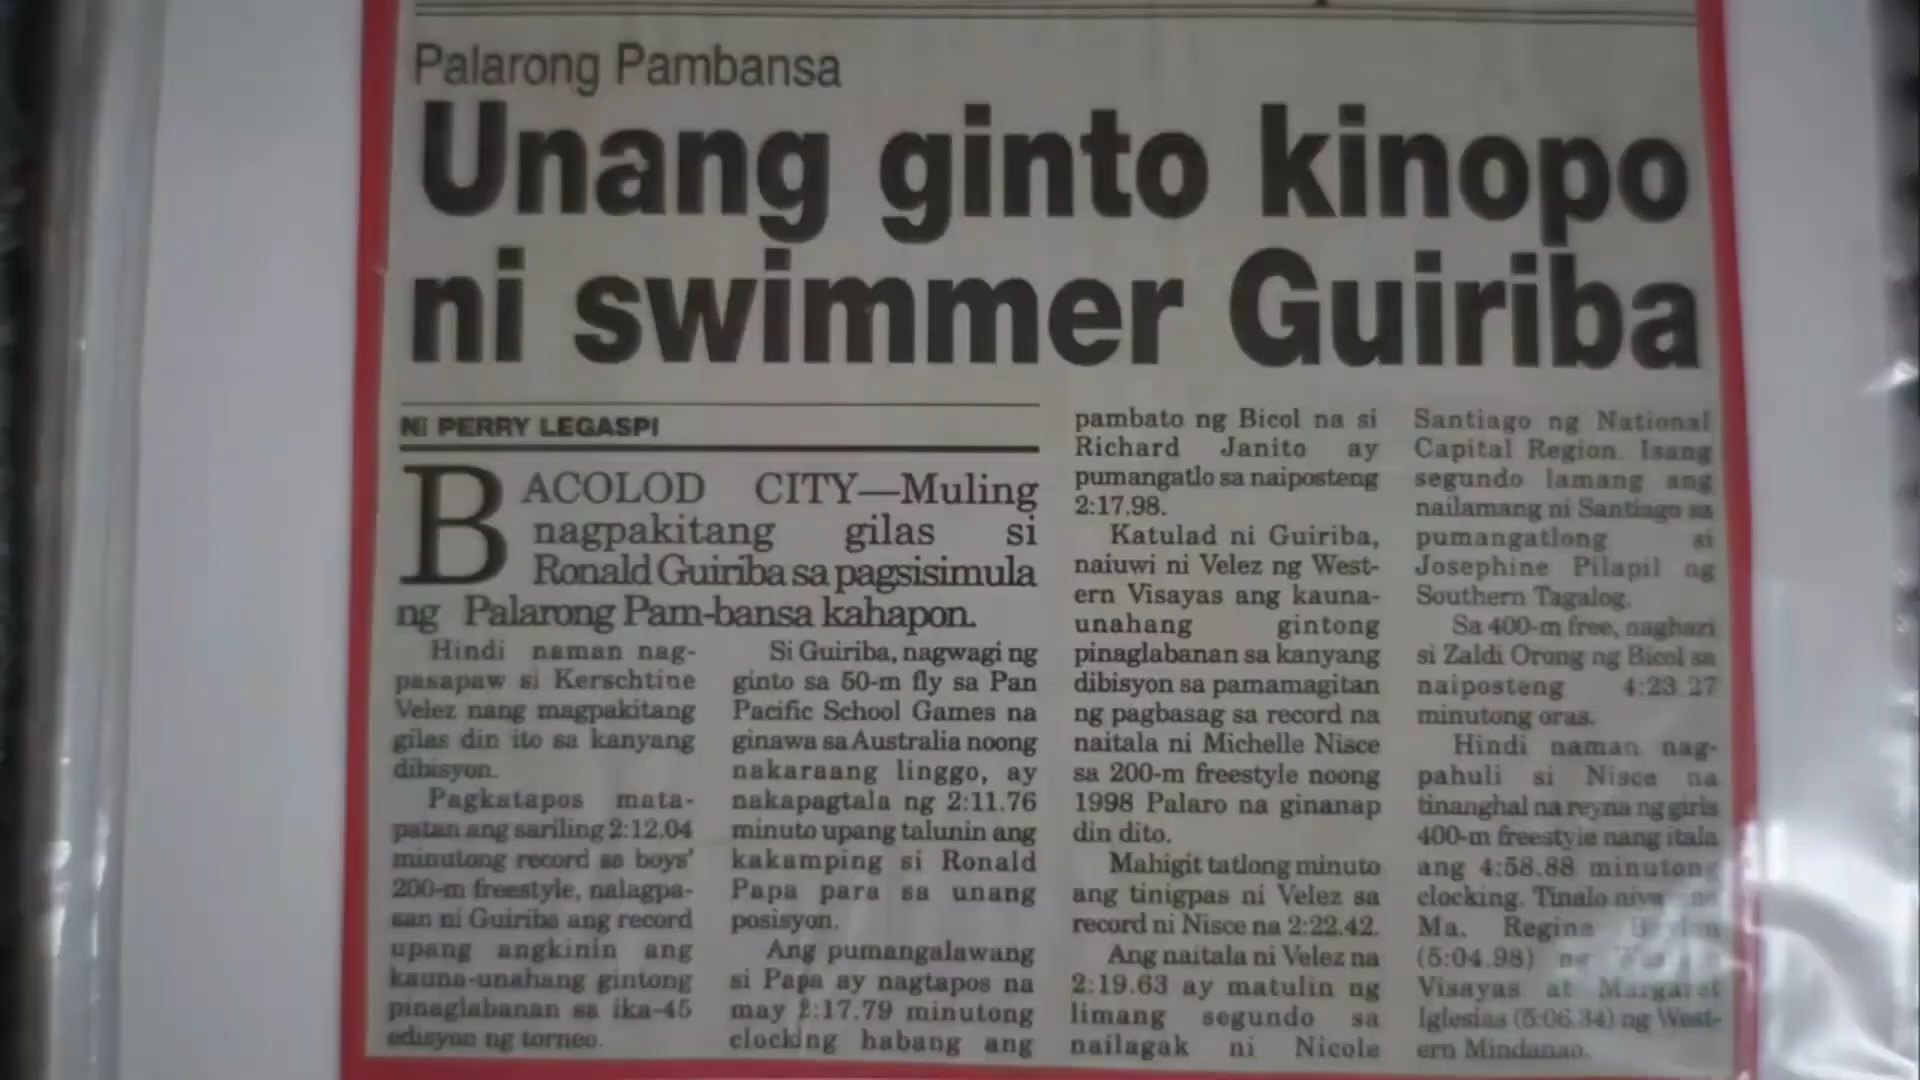 Palarong Pambansa
Unang ginto kinopo
ni swimmer Guiriba
Ni PERRY LEGASPI
BACOLOD CITY—Muling
nagpakitang gilas si
Ronald Guiriba sa pagsisimula
ng Palarong Pam-bansa kahapon.
Hindi naman nag-
pasapaw si Kerschtine
Velez nang magpakitang
gilas din ito sa kanyang
dibisyon.
Pagkatapos mata-
patan ang sariling 2:12.04
minutong record sa boys'
200-m freestyle, nalagpa-
san ni Guiriba ang record
upang angkinin ang
kauna-unahang gintong
pinaglabanan sa ika-45
edisyon ng torneo.
Si Guiriba, nagwagi ng
ginto sa 50-m fly sa Pan
Pacific School Games na
ginawa sa Australia noong
nakaraang linggo, ay
nakapagtala ng 2:11.76
minuto upang talunin ang
kakamping si Ronald
Papa para sa unang
posisyon.
Ang pumangalawang
si Papa ay nagtapos na
may 2:17.79 minutong
clocking habang ang
pambato ng Bicol na si
Richard Janito ay
pumangatlo sa naiposteng
2:17.98.
Katulad ni Guiriba,
naiuwi ni Velez ng West-
ern Visayas ang kauna-
unahang gintong
pinaglabanan sa kanyang
dibisyon sa pamamagitan
ng pagbasag sa record na
naitala ni Michelle Nisce
sa 200-m freestyle noong
1998 Palaro na ginanap
din dito.
Mahigit tatlong minuto
ang tinigpas ni Velez sa
record ni Nisce na 2:22.42.
Ang naitala ni Velez na
2:19.63 ay matulin ng
limang segundo sa
nailagak ni Nicole
Santiago ng National
Capital Region. Isang
segundo lamang ang
nailamang ni Santiago sa
pumangatlong si
Josephine Pilapil ng
Southern Tagalog.
Sa 400-m free, naghari
si Zaldi Orong ng Bicol sa
naiposteng 4:23.27
minutong oras.
Hindi naman nag-
pahuli si Nisce na
tinanghal na reyna ng girls
400-m freestyle nang itala
ang 4:58.88 minutong
clocking. Tinalo niya
Ma. Regina
(5:04.98) ng
Visayas at Margaret
Iglesias (5:06.34) ng West-
ern Mindanao.